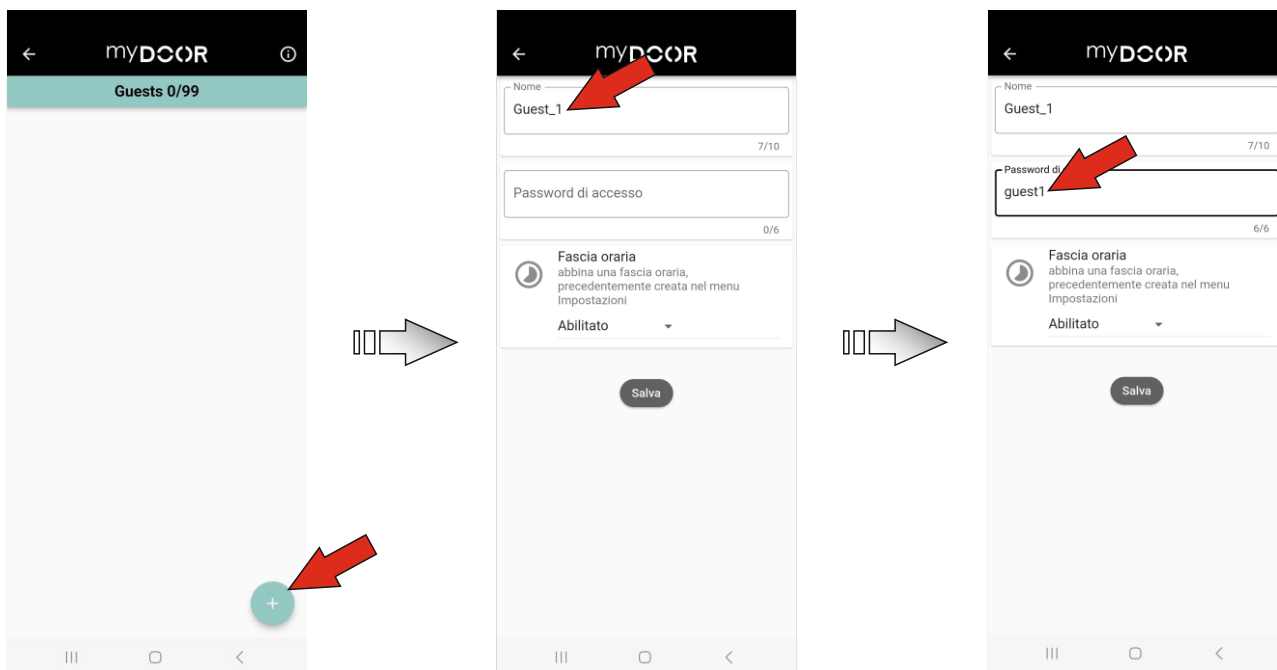 myDOOR
Guests 0/99
+
myDOOR
Nome
Guest_1
7/10
Password di accesso
0/6
Fascia oraria
abbina una fascia oraria,
precedentemente creata nel menu
Impostazioni
Abilitato
Salva
myDOOR
Nome
Guest_1
7/10
Password di
guest1
6/6
Fascia oraria
abbina una fascia oraria,
precedentemente creata nel menu
Impostazioni
Abilitato
Salva